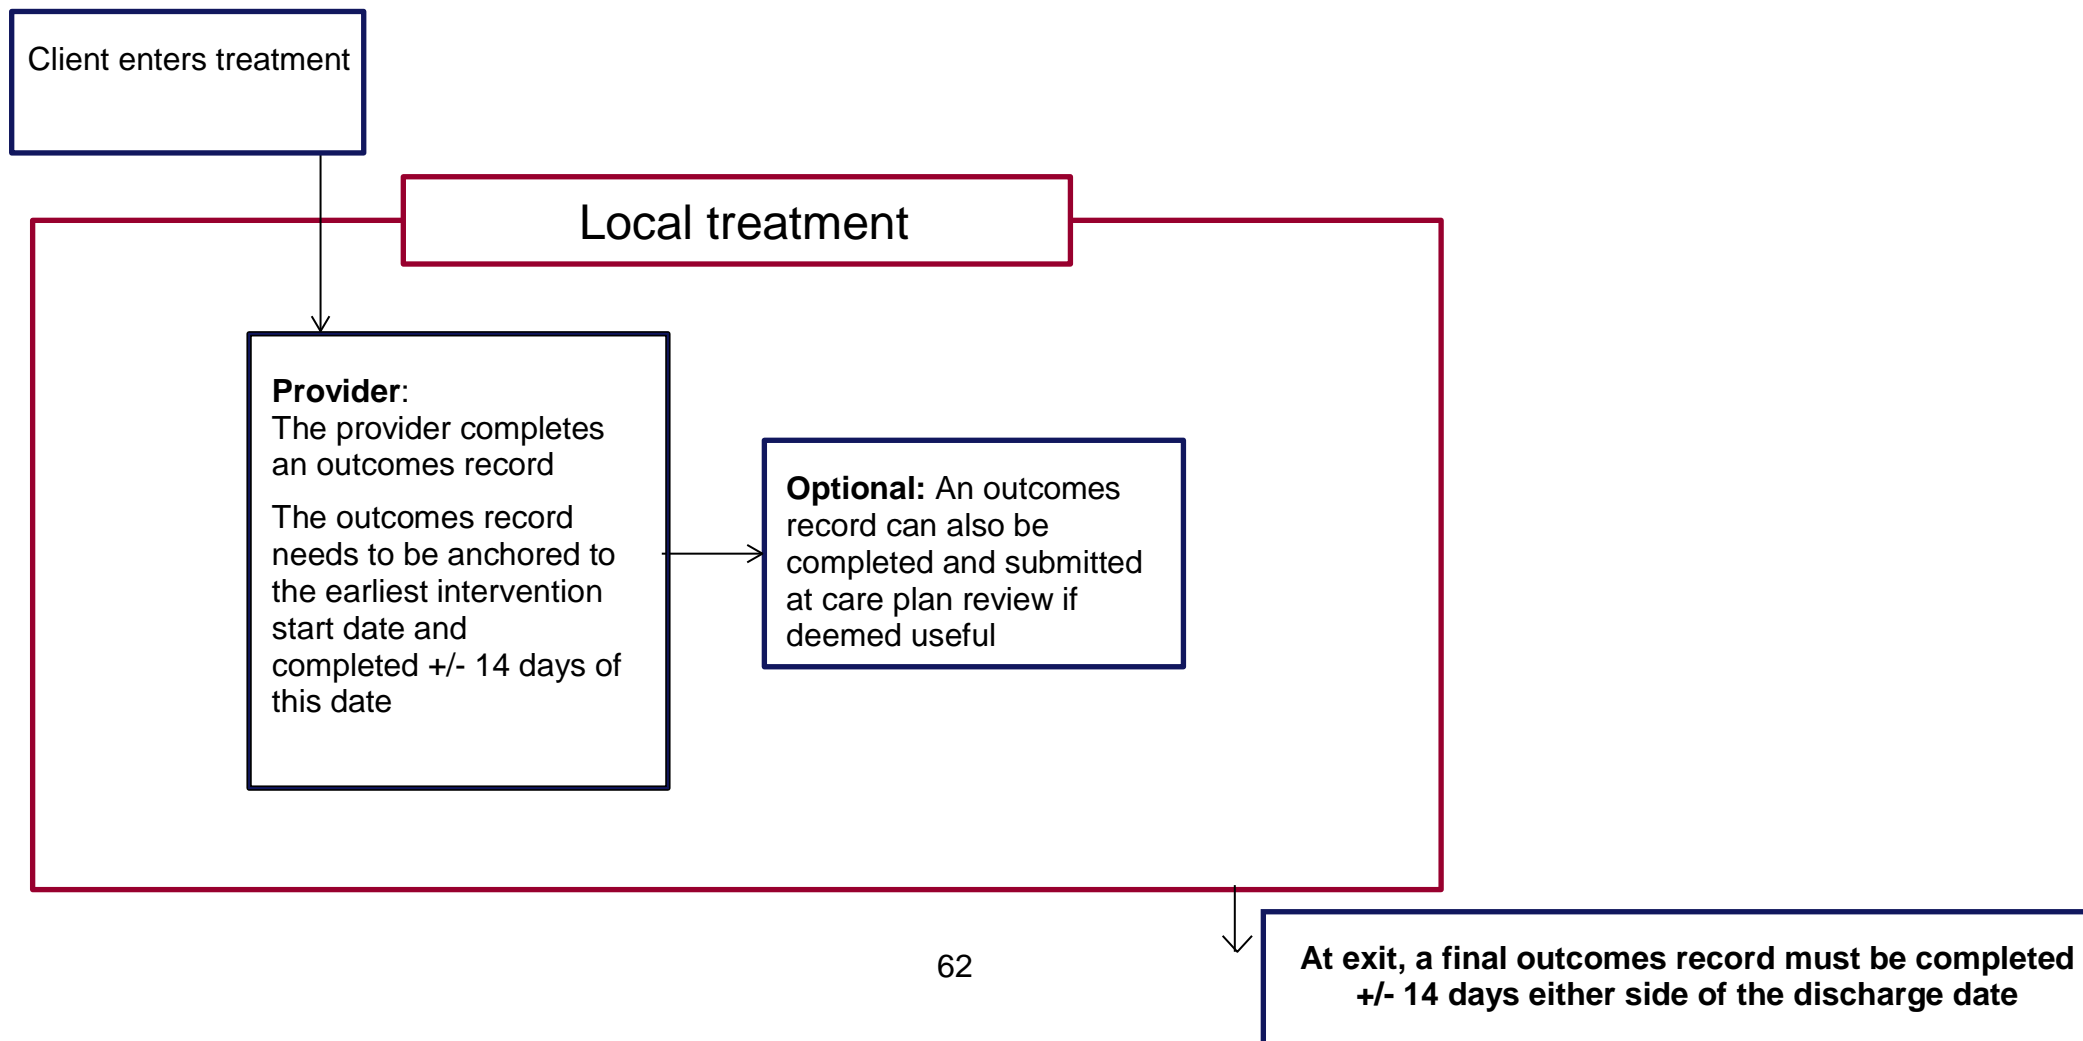 Client enters treatment
Local treatment
Provider:
The provider completes
an outcomes record
The outcomes record
needs to be anchored to
the earliest intervention
start date and
completed +/- 14 days of
this date
Optional: An outcomes
record can also be
completed and submitted
at care plan review if
deemed useful
62
At exit, a final outcomes record must be completed
+/- 14 days either side of the discharge date